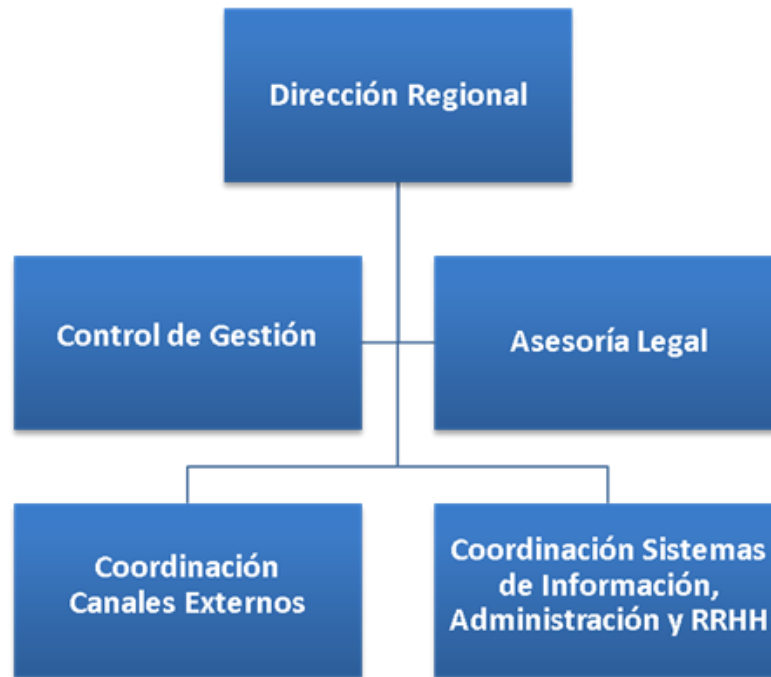 Dirección Regional
Control de Gestión
Asesoría Legal
Coordinación
Canales Externos
Coordinación Sistemas
de Información,
Administración y RRHH